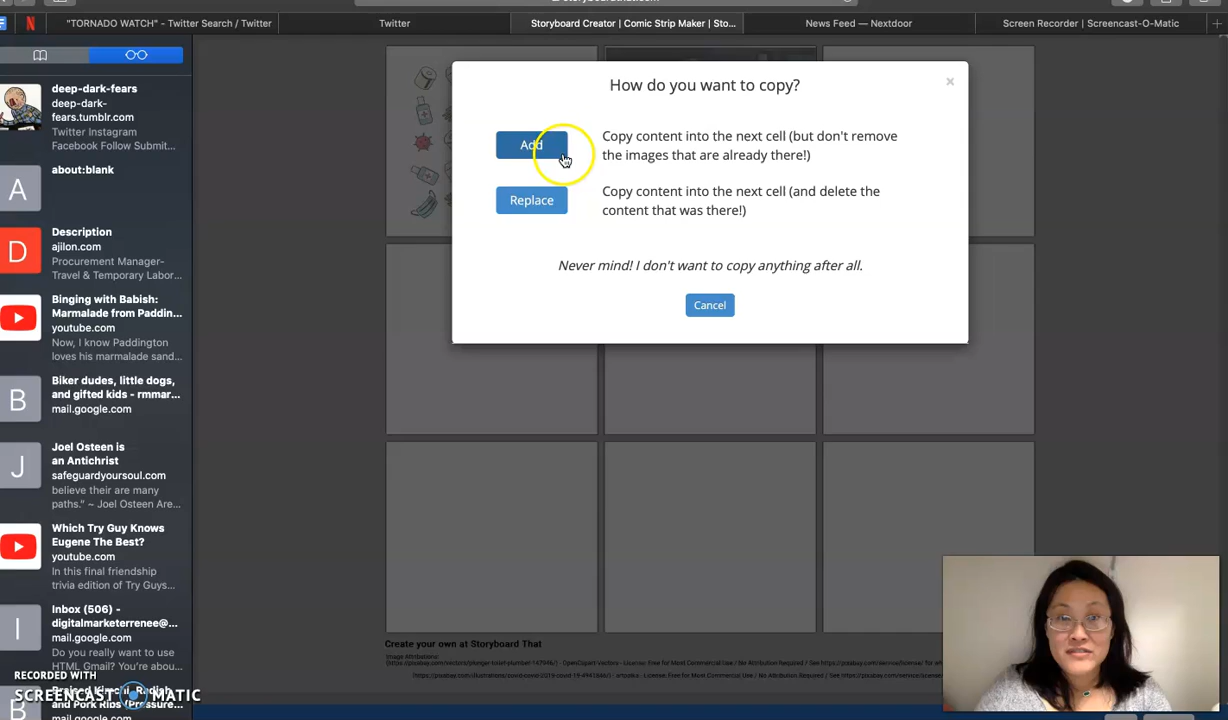 "TORNADO WATCH" - Twitter Search / Twitter
Twitter
Storyboard Creator | Comic Strip Maker | Sto...
News Feed — Nextdoor
Screen Recorder | Screencast-O-Matic
deep-dark-fears
deep-dark-
fears.tumblr.com
Twitter Instagram
Facebook Follow Submit...
A
about:blank
D
Description
ajilon.com
Procurement Manager-
Travel & Temporary Labor...
Binging with Babish:
Marmalade from Paddin...
youtube.com
Now, I know Paddington
loves his marmalade sand...
B
Biker dudes, little dogs,
and gifted kids - rmmar...
mail.google.com
J
Joel Osteen is
an Antichrist
safeguardyoursoul.com
believe their are many
paths." ~ Joel Osteen Are...
Which Try Guy Knows
Eugene The Best?
youtube.com
In this final friendship
trivia edition of Try Guys...
I
Inbox (506) -
digitalmarketerrenee@...
mail.google.com
Do you really want to use
HTML Gmail? You're abou...
B
and Pork Ribs (Pressure...
mail.google.com
RECORDED WITH
SCREENCAST MATIC
How do you want to copy?
×
Add
Copy content into the next cell (but don't remove
the images that are already there!)
Replace
Copy content into the next cell (and delete the
content that was there!)
Never mind! I don't want to copy anything after all.
Cancel
Create your own at Storyboard That
Image Attributions: